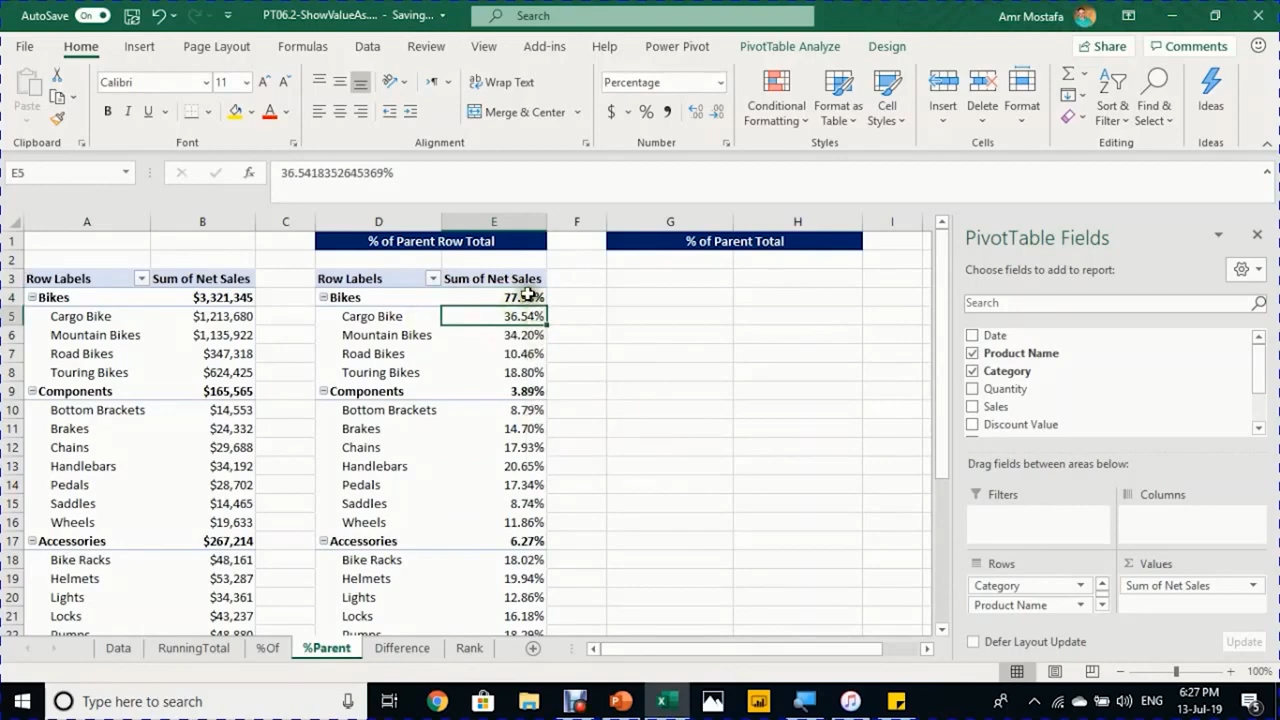 AutoSave On PT06.2-ShowValueAs.... - Saving... Search Amr Mostafa
File Home Insert Page Layout Formulas Data Review View Add-ins Help Power Pivot PivotTable Analyze Design Share Comments
Paste Calibri 11 Wrap Text Percentage Conditional Formatting Format as Table Cell Styles Insert Delete Format Sort & Filter Find & Select Ideas
B I U Merge & Center $ %
Clipboard Font Alignment Number Styles Cells Editing Ideas
E5 fx 36.5418352645369%
A B C D E F G H I
1 % of Parent Row Total % of Parent Total
2
3 Row Labels Sum of Net Sales Row Labels Sum of Net Sales
4 Bikes $3,321,345 Bikes
5 Cargo Bike $1,213,680 Cargo Bike 36.54%
6 Mountain Bikes $1,135,922 Mountain Bikes 34.20%
7 Road Bikes $347,318 Road Bikes 10.46%
8 Touring Bikes $624,425 Touring Bikes 18.80%
9 Components $165,565 Components 3.89%
10 Bottom Brackets $14,553 Bottom Brackets 8.79%
11 Brakes $24,332 Brakes 14.70%
12 Chains $29,688 Chains 17.93%
13 Handlebars $34,192 Handlebars 20.65%
14 Pedals $28,702 Pedals 17.34%
15 Saddles $14,465 Saddles 8.74%
16 Wheels $19,633 Wheels 11.86%
17 Accessories $267,214 Accessories 6.27%
18 Bike Racks $48,161 Bike Racks 18.02%
19 Helmets $53,287 Helmets 19.94%
20 Lights $34,361 Lights 12.86%
21 Locks $43,237 Locks 16.18%
22 Pumps $48,880 Pumps 18.29%
Data RunningTotal %Of %Parent Difference Rank
PivotTable Fields
Choose fields to add to report:
Search
Date
Product Name
Category
Quantity
Sales
Discount Value
Drag fields between areas below:
Filters Columns
Rows Values
Category Sum of Net Sales
Product Name
Defer Layout Update Update
100%
Type here to search ENG 6:27 PM
13-Jul-19 5